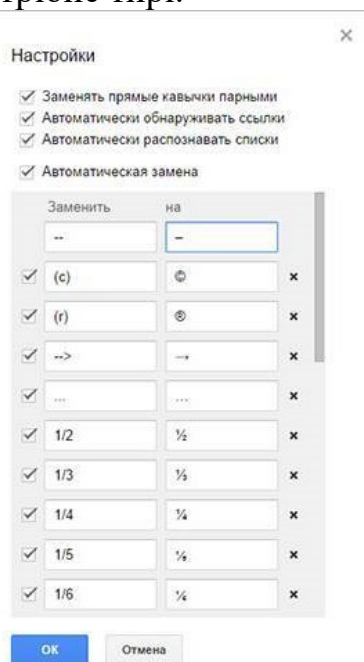 Настройки
Заменять прямые кавычки парными
Автоматически обнаруживать ссылки
Автоматически распознавать списки
Автоматическая замена
Заменить на
-- –
(c) ©
(r) ®
--> →
... …
1/2 ½
1/3 ⅓
1/4 ¼
1/5 ⅕
1/6 ⅙
ОК Отмена